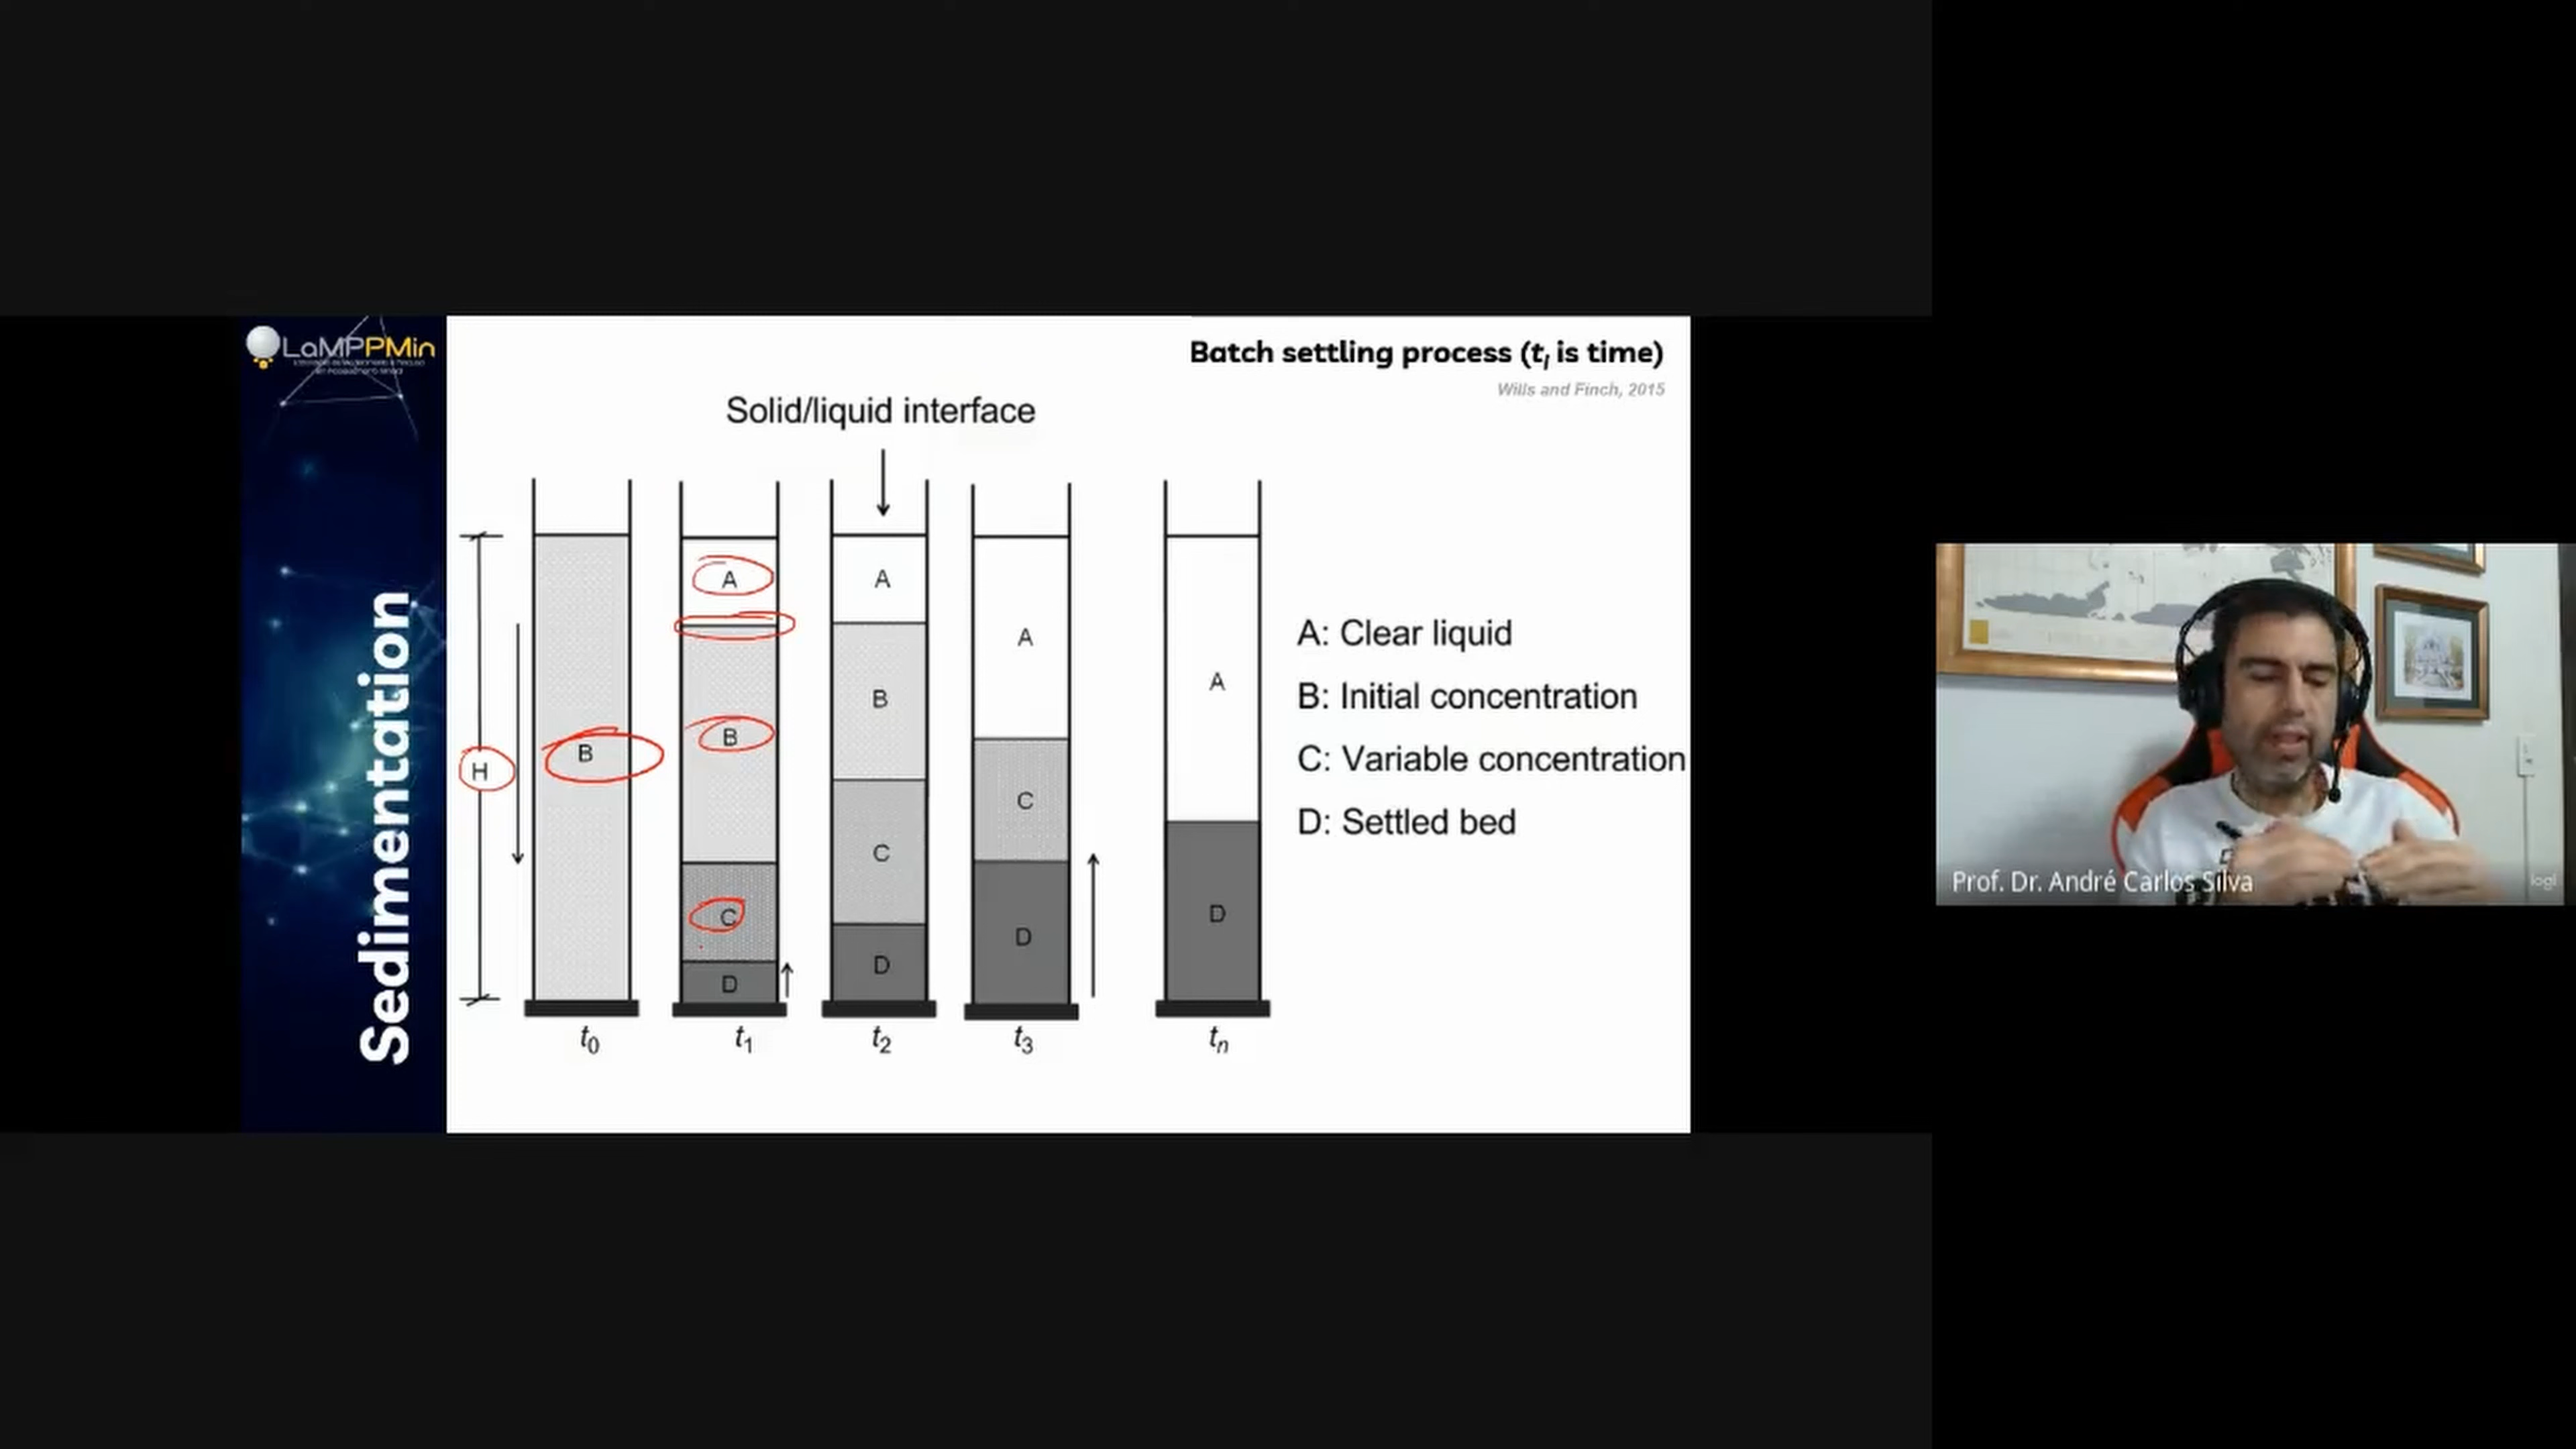 LaMPPMin
Sedimentation
Batch settling process (ti is time)
Wills and Finch, 2015
Solid/liquid interface
H
B
A
B
C
D
A
B
C
D
A
C
D
A
D
t0
t1
t2
t3
tn
A: Clear liquid
B: Initial concentration
C: Variable concentration
D: Settled bed
Prof. Dr. André Carlos Silva